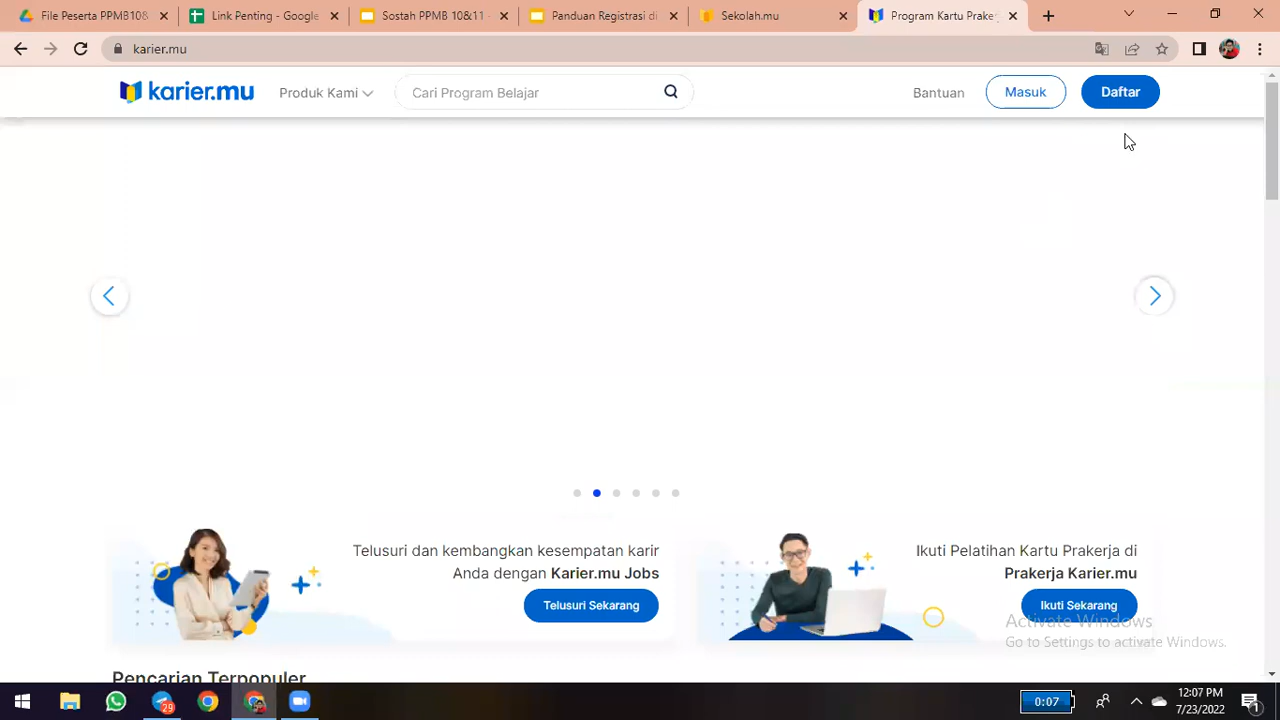 File Peserta PPMB108
Link Penting - Google
Sostah PPMB 10&11 -
Panduan Registrasi di
Sekolah.mu
Program Kartu Prake
karier.mu
karier.mu
Produk Kami
Cari Program Belajar
Bantuan
Masuk
Daftar
Telusuri dan kembangkan kesempatan karir
Anda dengan Karier.mu Jobs
Telusuri Sekarang
Ikuti Pelatihan Kartu Prakerja di
Prakerja Karier.mu
Ikuti Sekarang
Activate Windows
Go to Settings to activate Windows.
Pencarian Terpopuler
29
0:07
12:07 PM
7/23/2022
1